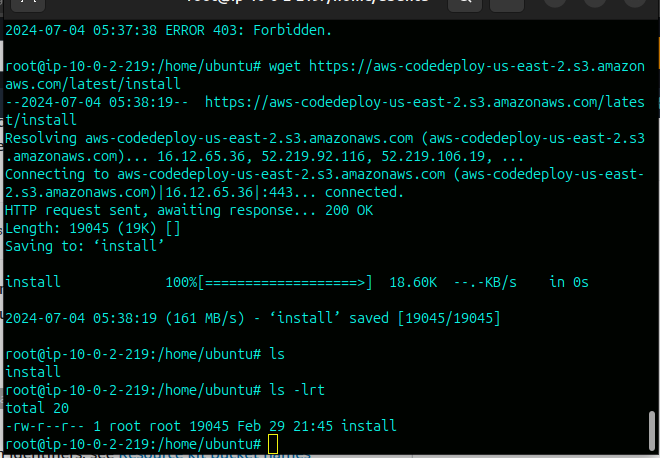 2024-07-04 05:37:38 ERROR 403: Forbidden.
root@ip-10-0-2-219:/home/ubuntu# wget https://aws-codedeploy-us-east-2.s3.amazon
aws.com/latest/install
--2024-07-04 05:38:19--  https://aws-codedeploy-us-east-2.s3.amazonaws.com/lates
t/install
Resolving aws-codedeploy-us-east-2.s3.amazonaws.com (aws-codedeploy-us-east-2.s3
.amazonaws.com)... 16.12.65.36, 52.219.92.116, 52.219.106.19, ...
Connecting to aws-codedeploy-us-east-2.s3.amazonaws.com (aws-codedeploy-us-east-
2.s3.amazonaws.com)|16.12.65.36|:443... connected.
HTTP request sent, awaiting response... 200 OK
Length: 19045 (19K) []
Saving to: ‘install’
install             100%[===================>]  18.60K  --.-KB/s    in 0s
2024-07-04 05:38:19 (161 MB/s) - ‘install’ saved [19045/19045]
root@ip-10-0-2-219:/home/ubuntu# ls
install
root@ip-10-0-2-219:/home/ubuntu# ls -lrt
total 20
-rw-r--r-- 1 root root 19045 Feb 29 21:45 install
root@ip-10-0-2-219:/home/ubuntu#